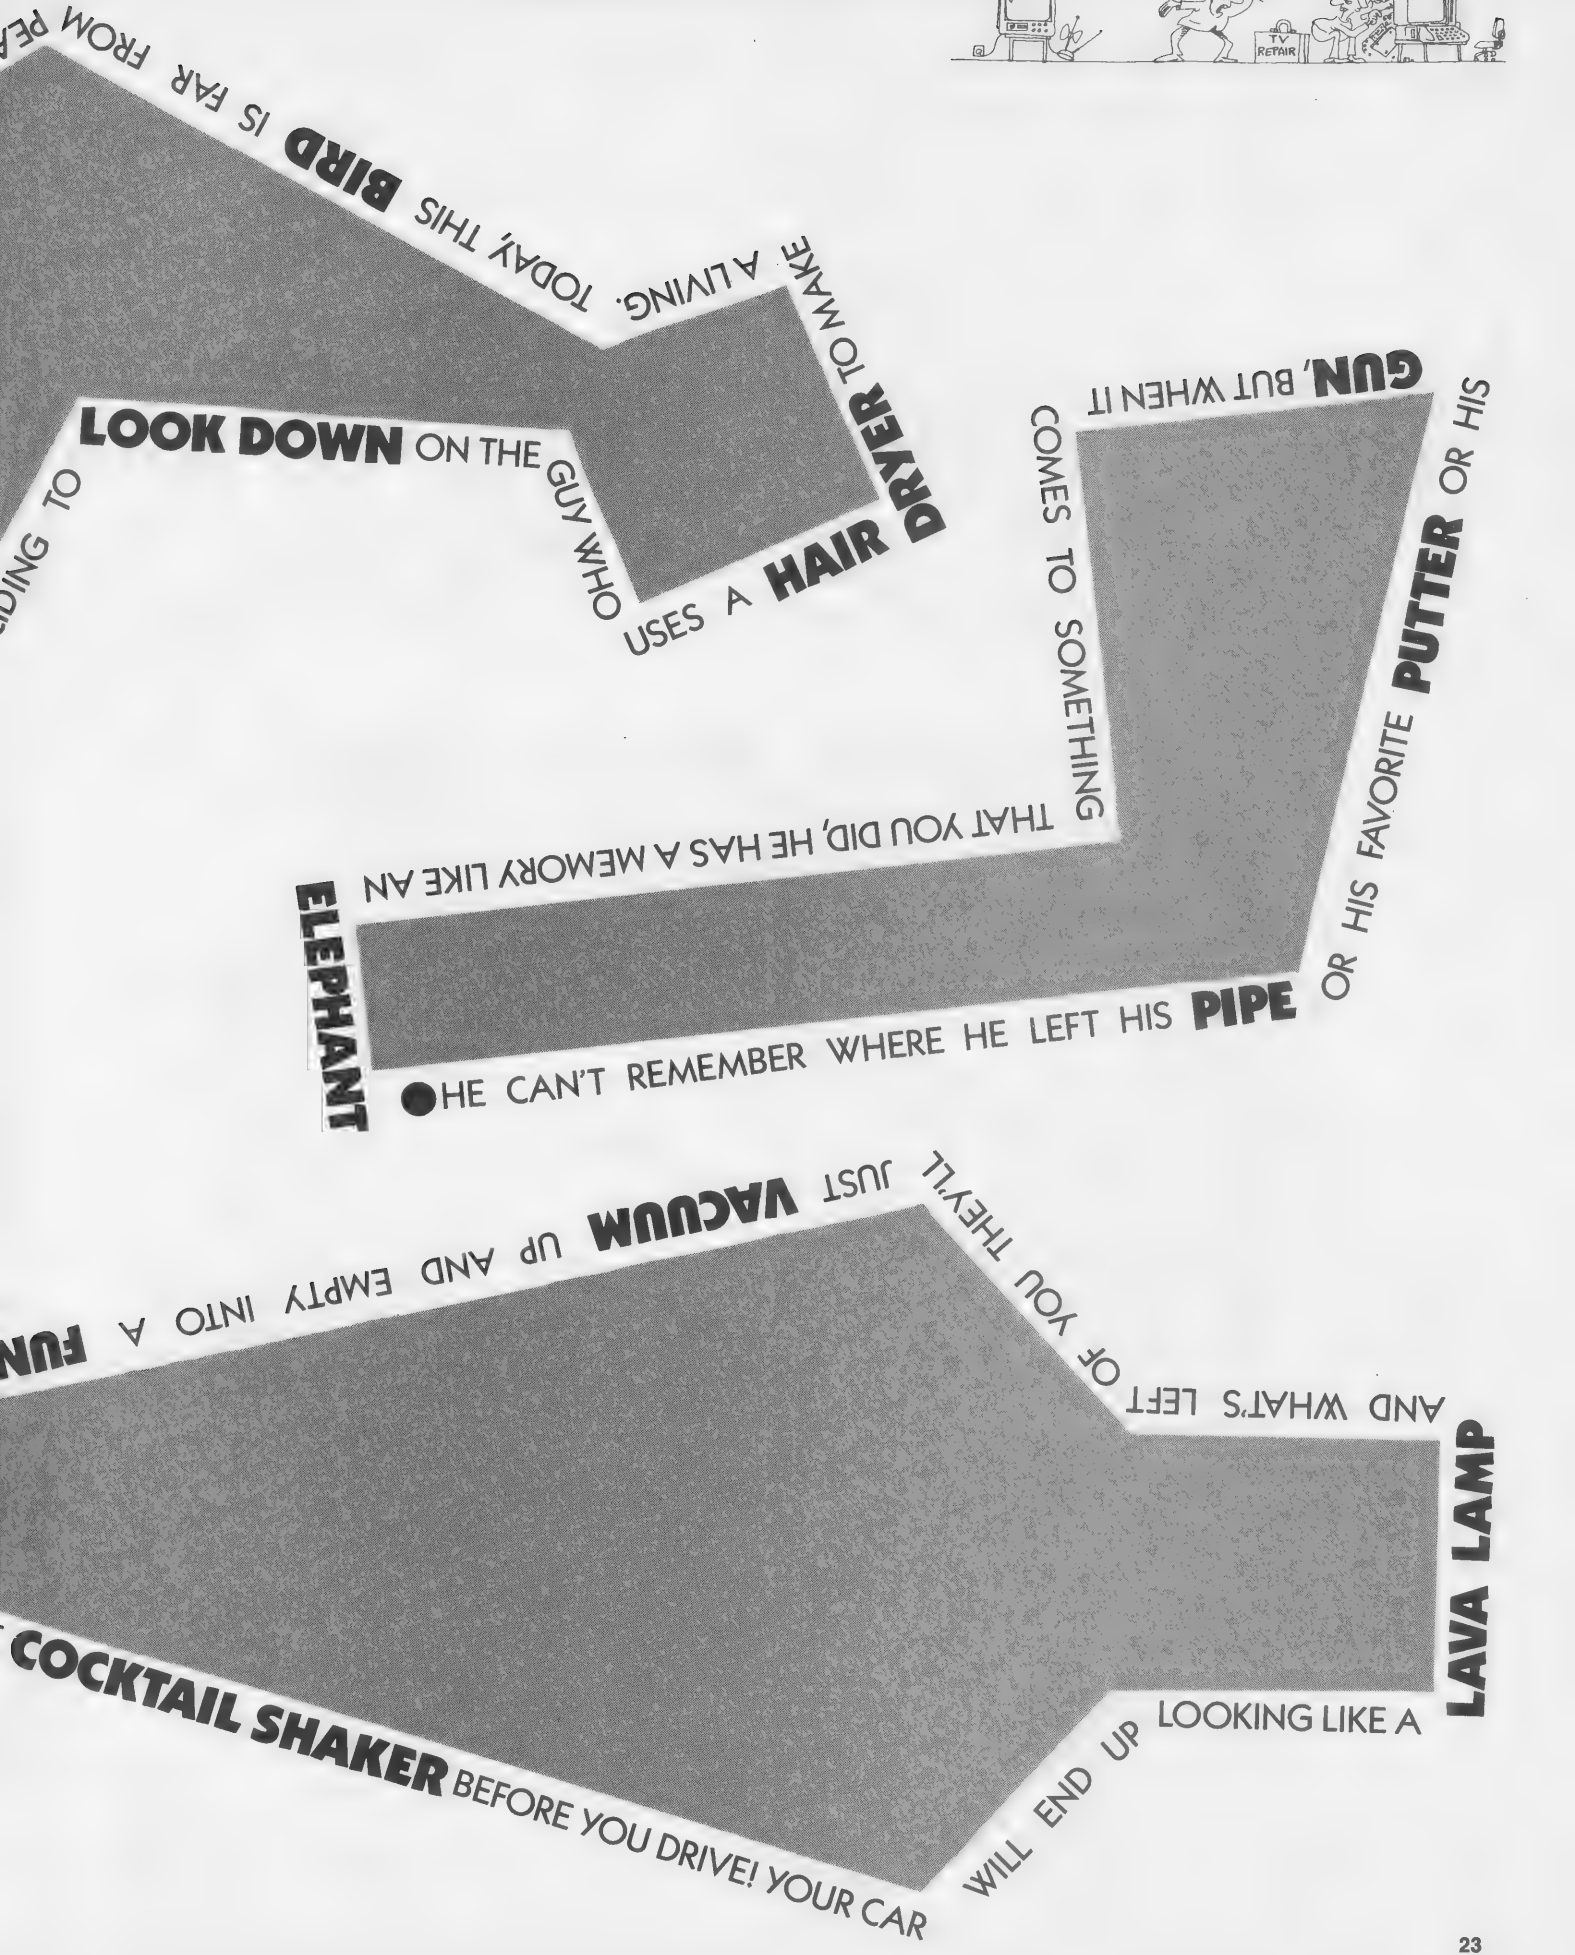 TV
REPAIR
TO
LOOK DOWN ON THE
GUY WHO
USES A HAIR
DRYER TO MAKE
A LIVING.
TODAY, THIS BIRD IS FAR FROM
●HE CAN'T REMEMBER WHERE HE LEFT HIS PIPE
OR HIS FAVORITE PUTTER OR HIS
GUN, BUT WHEN IT
COMES TO SOMETHING
THAT YOU DID, HE HAS A MEMORY LIKE AN
ELEPHANT
COCKTAIL SHAKER BEFORE YOU DRIVE! YOUR CAR
WILL END UP
LOOKING LIKE A
LAVA LAMP
AND WHAT'S LEFT
OF YOU THEY'LL
JUST VACUUM UP AND EMPTY INTO A
23